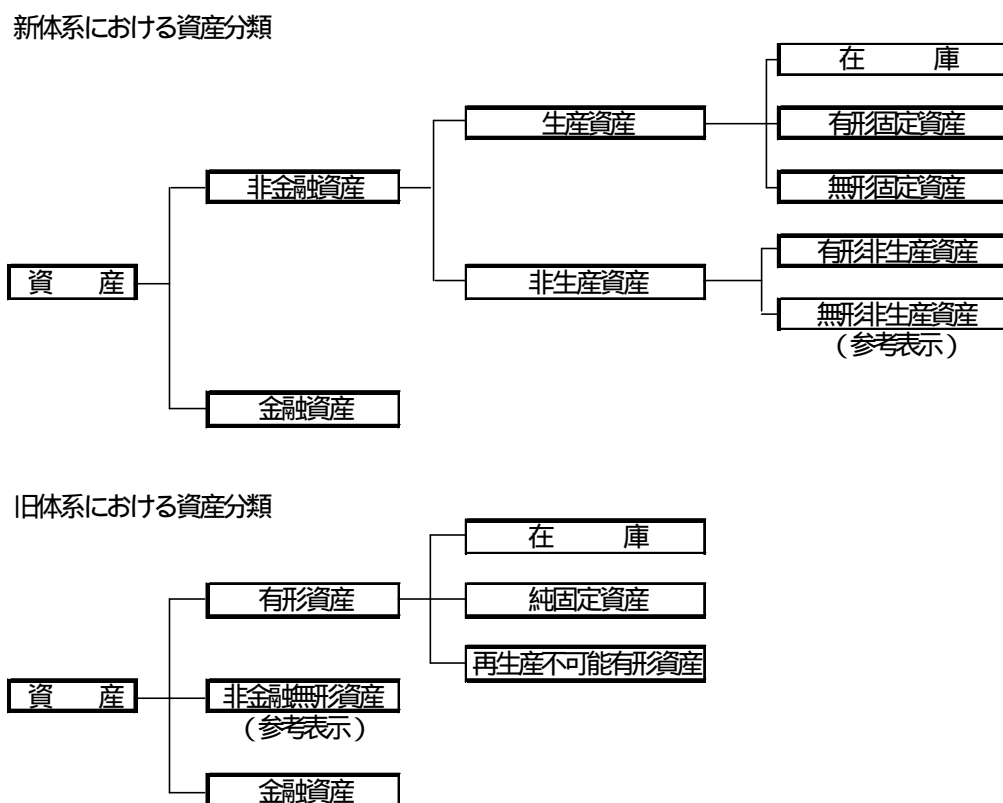 新体系における資産分類
在　　庫
生産資産
有形固定資産
非金融資産
無形固定資産
有形非生産資産
資　産
非生産資産
無形非生産資産
（参考表示）
金融資産
旧体系における資産分類
在　　庫
有形資産
純固定資産
再生産不可能有形資産
資　産
非金融無形資産
（参考表示）
金融資産